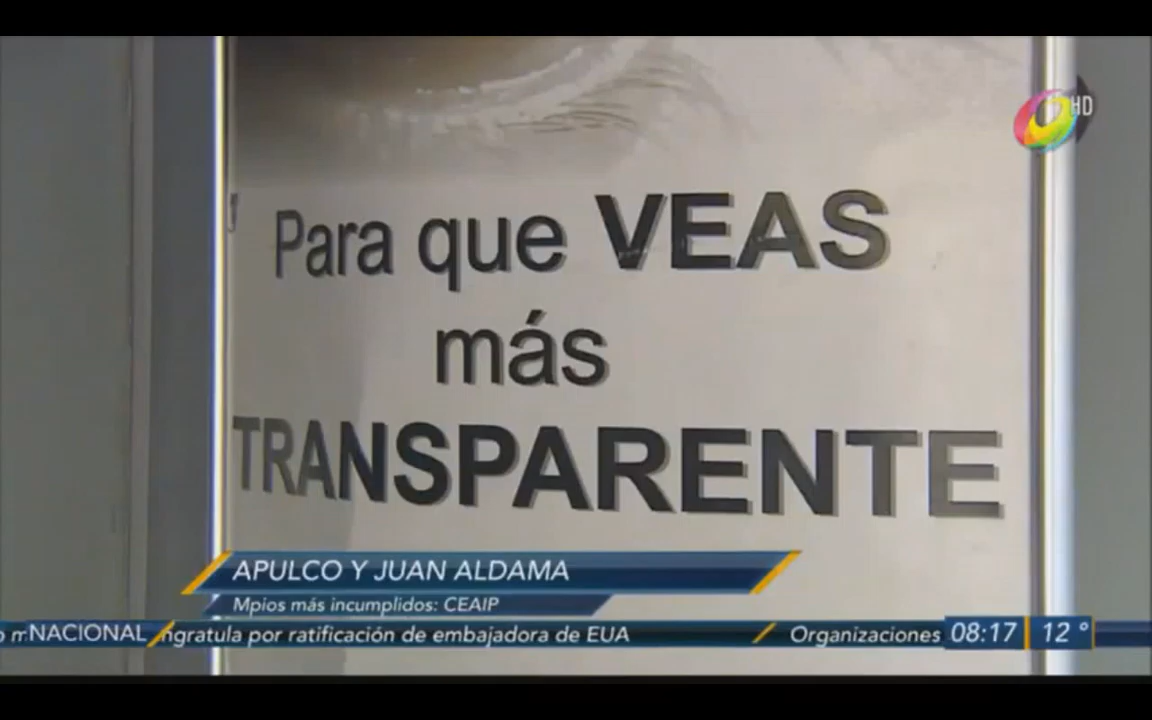 HD
Para que VEAS
más
TRANSPARENTE
APULCO Y JUAN ALDAMA
Mpios más incumplidos: CEAIP
NACIONAL por ratificación de embajadora de EUA Organizaciones 08:17 12 °